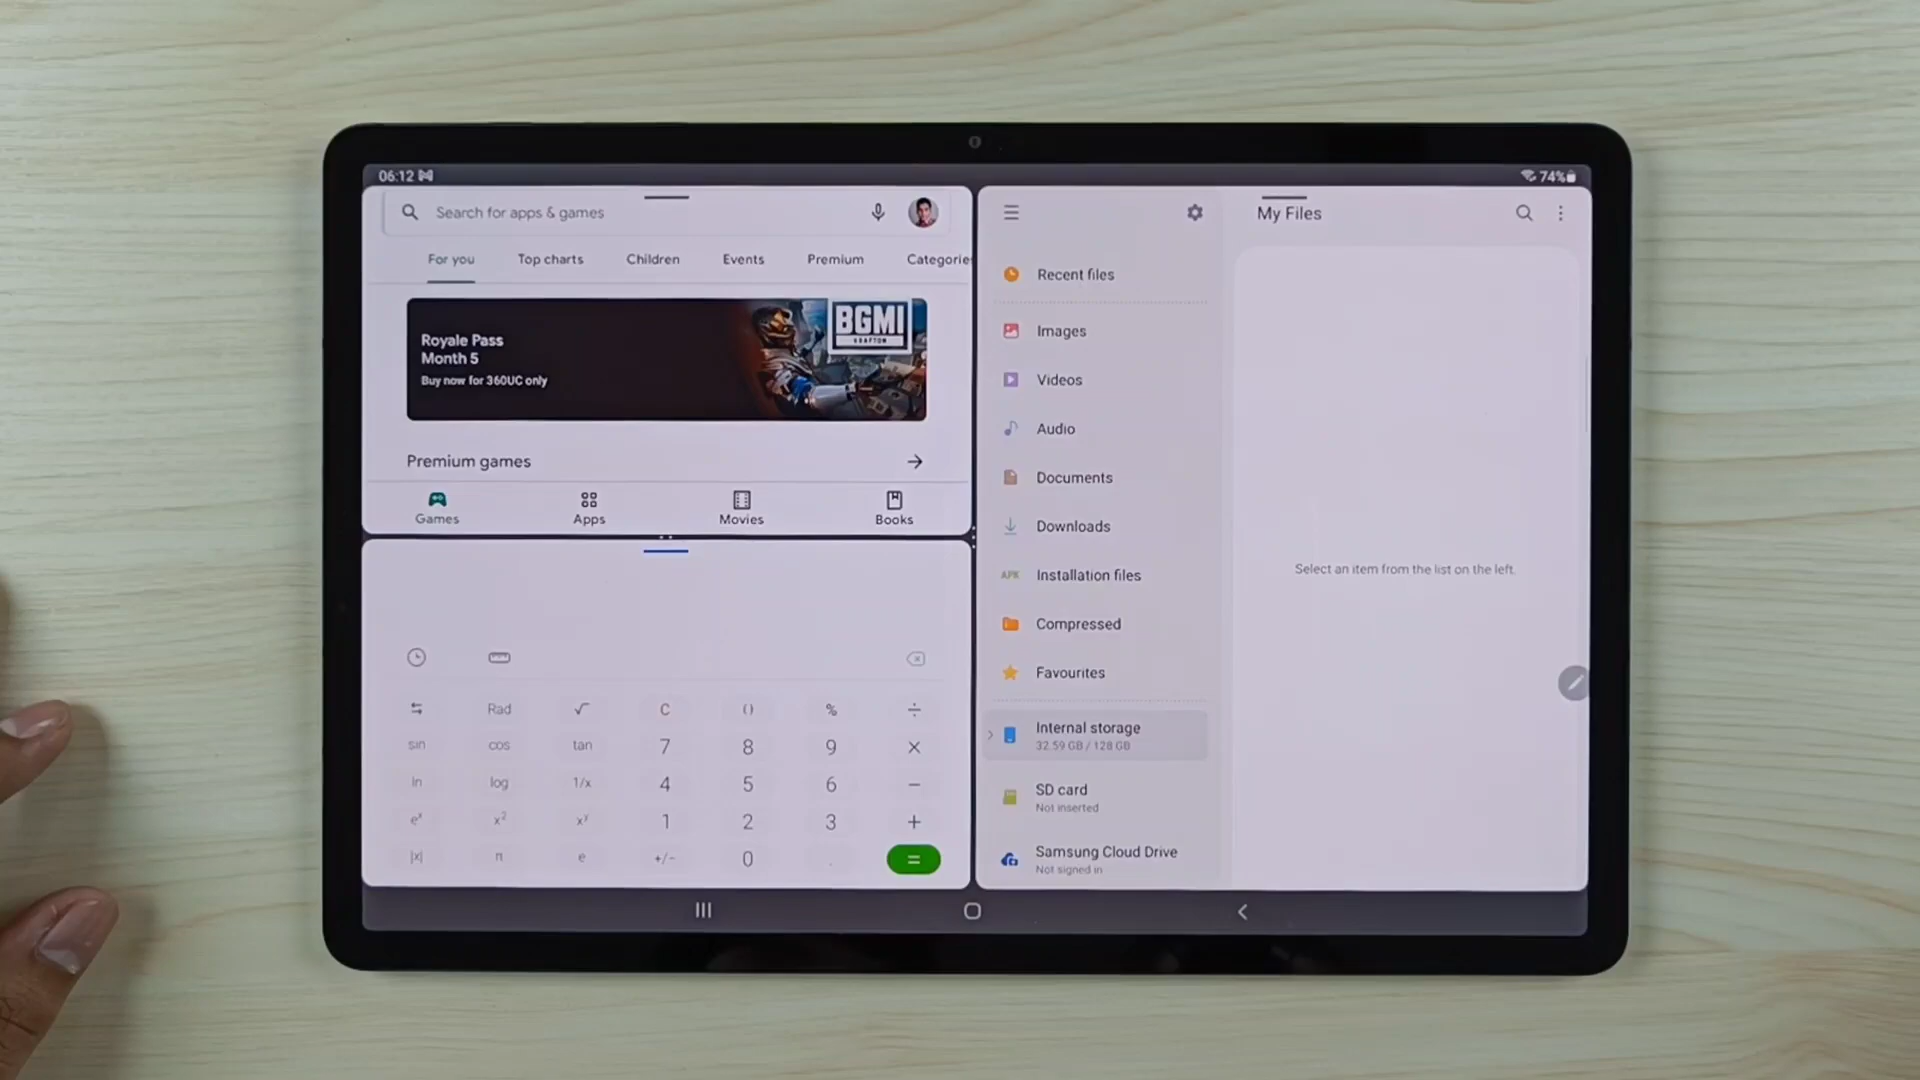 06:12
74%
Search for apps & games
For you
Top charts
Children
Events
Premium
Categorie
Royale Pass
Month 5
Buy now for 360UC only
BGMI
KRAFTON
Premium games
Games
Apps
Movies
Books
Rad
√
C
()
%
÷
sin
cos
tan
7
8
9
×
ln
log
1/x
4
5
6
−
eˣ
x²
xʸ
1
2
3
+
|x|
π
e
+/−
0
.
=
My Files
Recent files
Images
Videos
Audio
Documents
Downloads
APK
Installation files
Compressed
Favourites
Internal storage
32.59 GB / 128 GB
SD card
Not inserted
Samsung Cloud Drive
Not signed in
Select an item from the list on the left.